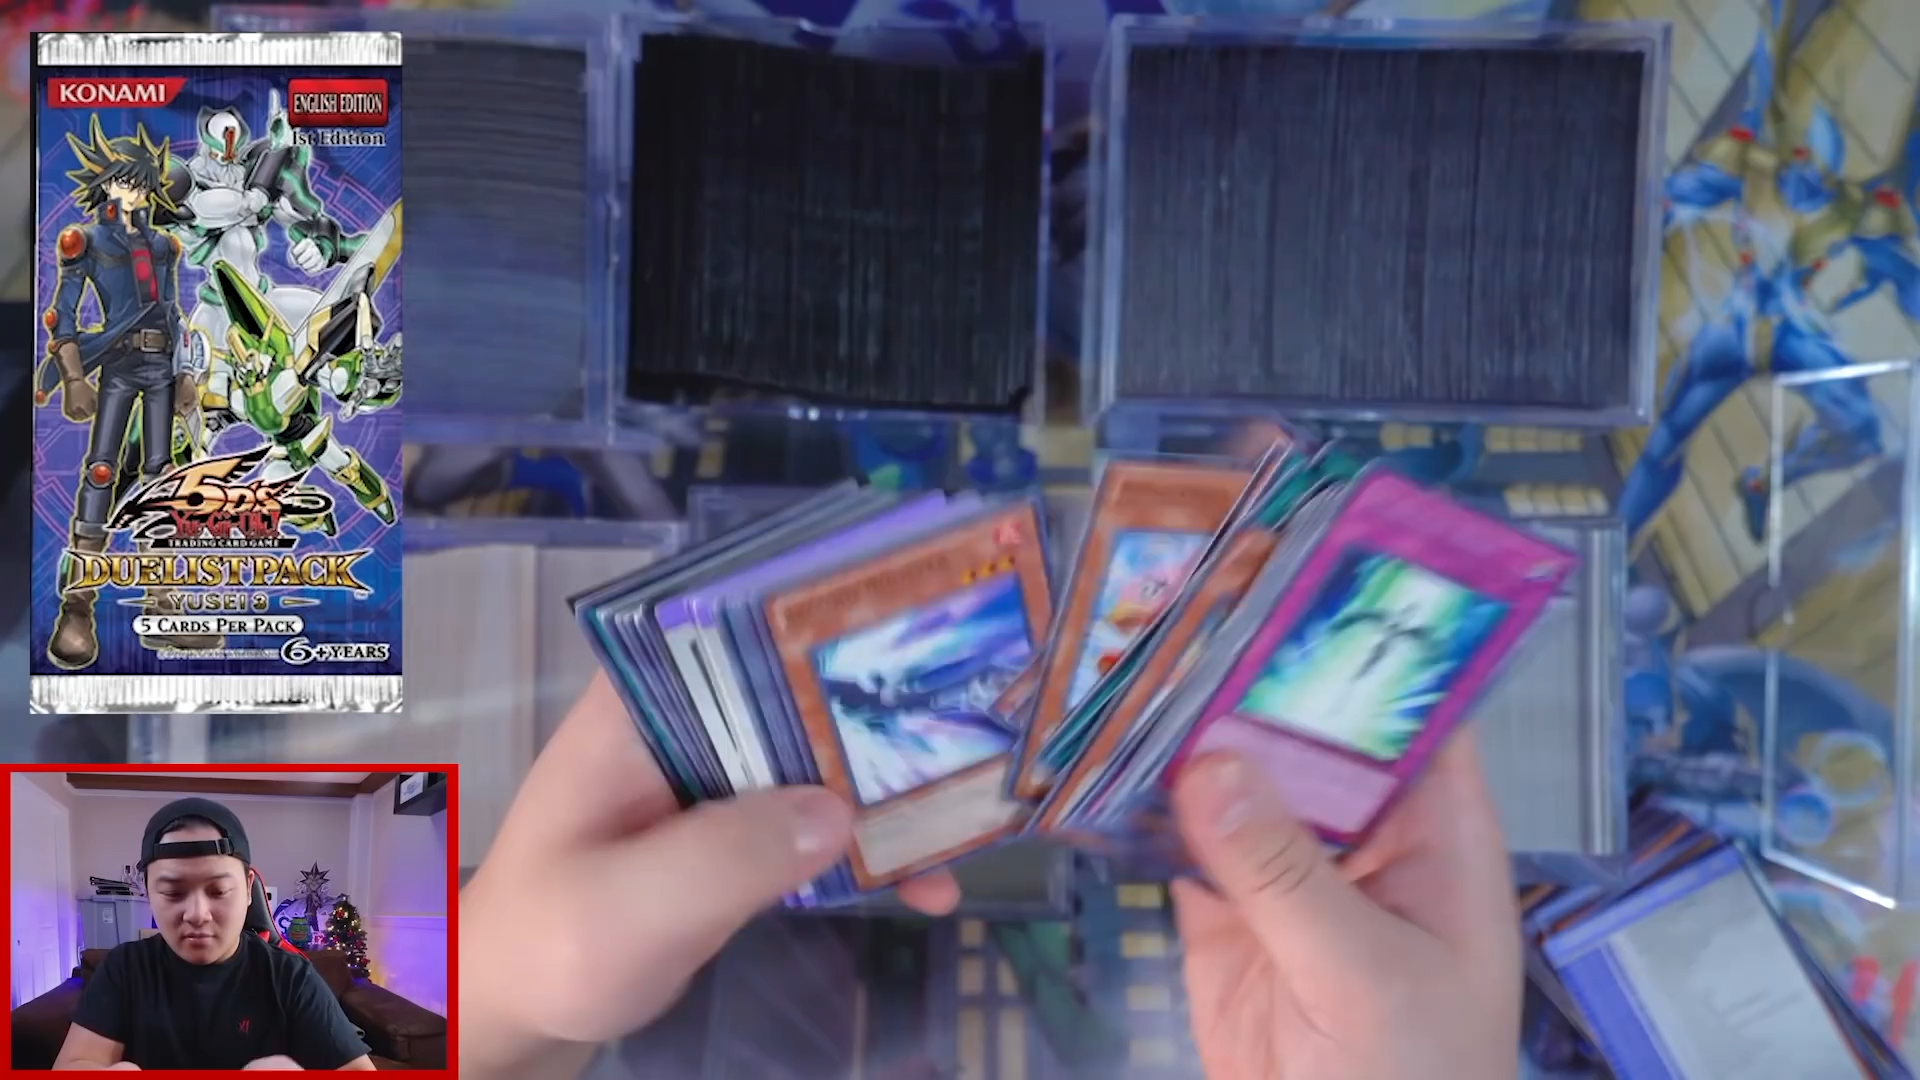 KONAMI
ENGLISH EDITION
1st Edition
5D's
Yu-Gi-Oh!
TRADING CARD GAME
DUELIST PACK
YUSEI 3
5 CARDS PER PACK
6+YEARS